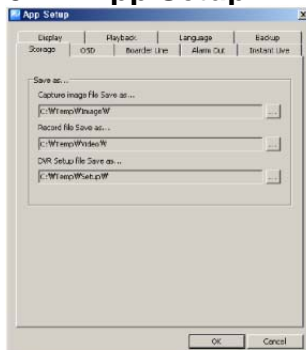 App Setup
App Setup
Display Playback Language Backup
Storage OSD Boarder Line Alarm Out Instant Live
Save as...
Capture image file Save as...
C:₩Temp₩Image₩
...
Record file Save as...
C:₩Temp₩Video₩
...
DVR Setup file Save as...
C:₩Temp₩Setup₩
...
OK Cancel